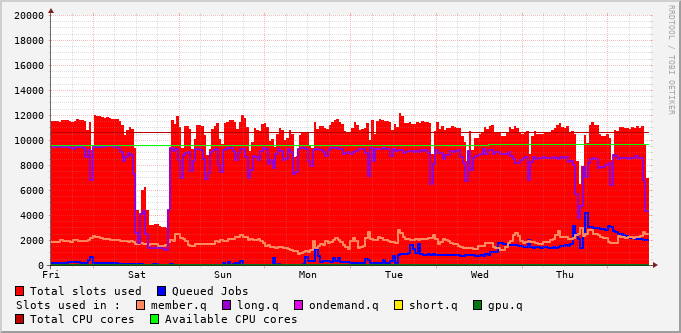 RRDTOOL / TOBI OETIKER
20000
18000
16000
14000
12000
10000
8000
6000
4000
2000
0
Fri Sat Sun Mon Tue Wed Thu
Total slots used Queued Jobs
Slots used in : member.q long.q ondemand.q short.q gpu.q
Total CPU cores Available CPU cores